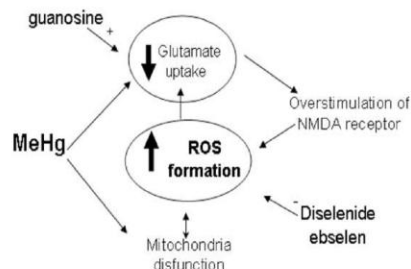 guanosine
+
Glutamate
uptake
Overstimulation of
NMDA receptor
MeHg
ROS
formation
-
Diselenide
ebselen
Mitochondria
disfunction